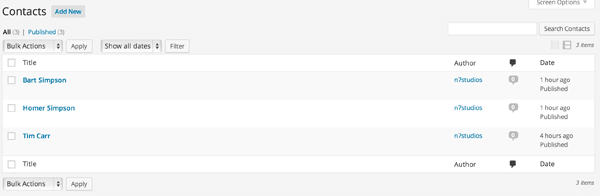 Screen Options ▼
Contacts Add New
All (3) | Published (3)
Search Contacts
Bulk Actions Apply Show all dates Filter 3 items
Title Author Date
Bart Simpson n7studios 0 1 hour ago
Published
Homer Simpson n7studios 0 1 hour ago
Published
Tim Carr n7studios 0 4 hours ago
Published
Title Author Date
Bulk Actions Apply 3 items